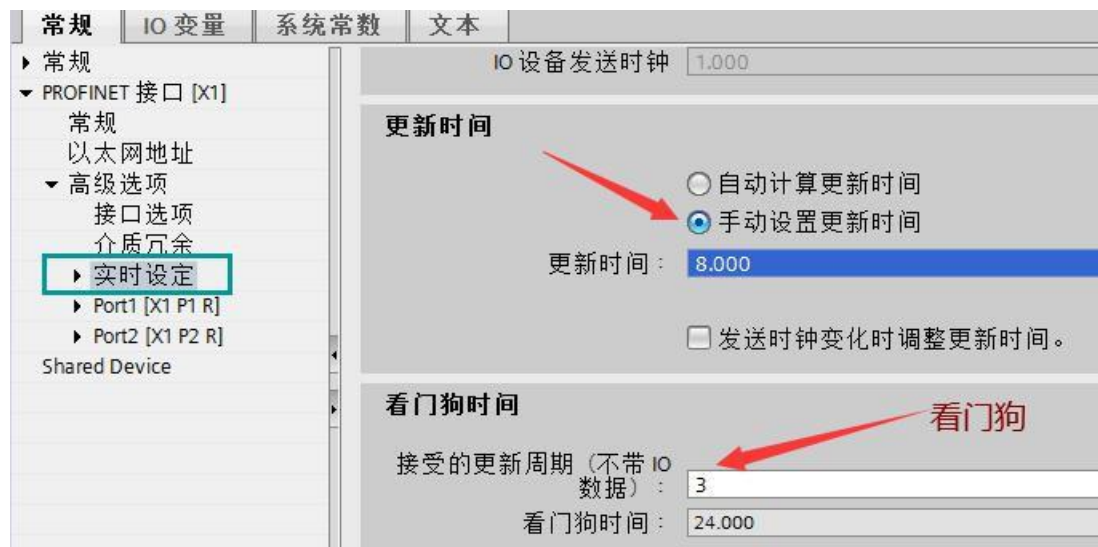 常规 IO 变量 系统常数 文本
常规
PROFINET 接口 [X1]
常规
以太网地址
高级选项
接口选项
介质冗余
实时设定
Port1 [X1 P1 R]
Port2 [X1 P2 R]
Shared Device
IO 设备发送时钟 1.000
更新时间
自动计算更新时间
手动设置更新时间
更新时间： 8.000
发送时钟变化时调整更新时间。
看门狗时间
看门狗
接受的更新周期（不带 IO
数据）： 3
看门狗时间： 24.000